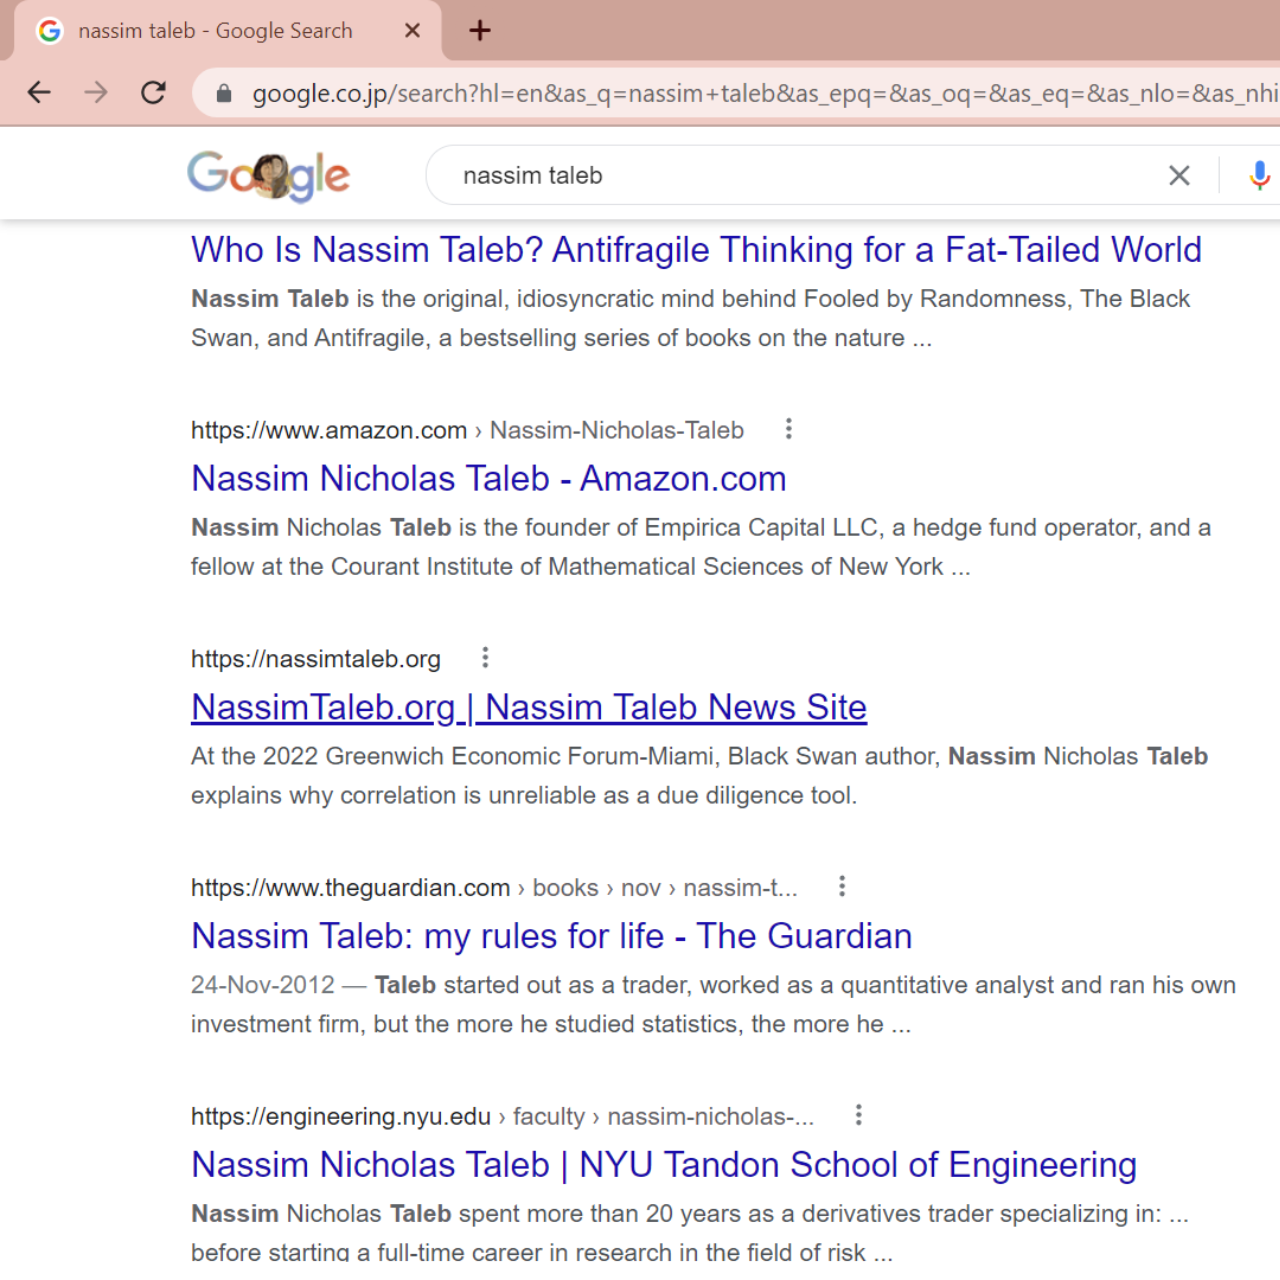 nassim taleb - Google Search
google.co.jp/search?hl=en&as_q=nassim+taleb&as_epq=&as_oq=&as_eq=&as_nlo=&as_nhi
Google
nassim taleb
Who Is Nassim Taleb? Antifragile Thinking for a Fat-Tailed World
Nassim Taleb is the original, idiosyncratic mind behind Fooled by Randomness, The Black
Swan, and Antifragile, a bestselling series of books on the nature ...
https://www.amazon.com › Nassim-Nicholas-Taleb
Nassim Nicholas Taleb - Amazon.com
Nassim Nicholas Taleb is the founder of Empirica Capital LLC, a hedge fund operator, and a
fellow at the Courant Institute of Mathematical Sciences of New York ...
https://nassimtaleb.org
NassimTaleb.org | Nassim Taleb News Site
At the 2022 Greenwich Economic Forum-Miami, Black Swan author, Nassim Nicholas Taleb
explains why correlation is unreliable as a due diligence tool.
https://www.theguardian.com › books › nov › nassim-t...
Nassim Taleb: my rules for life - The Guardian
24-Nov-2012 — Taleb started out as a trader, worked as a quantitative analyst and ran his own
investment firm, but the more he studied statistics, the more he ...
https://engineering.nyu.edu › faculty › nassim-nicholas-...
Nassim Nicholas Taleb | NYU Tandon School of Engineering
Nassim Nicholas Taleb spent more than 20 years as a derivatives trader specializing in: ...
before starting a full-time career in research in the field of risk ...